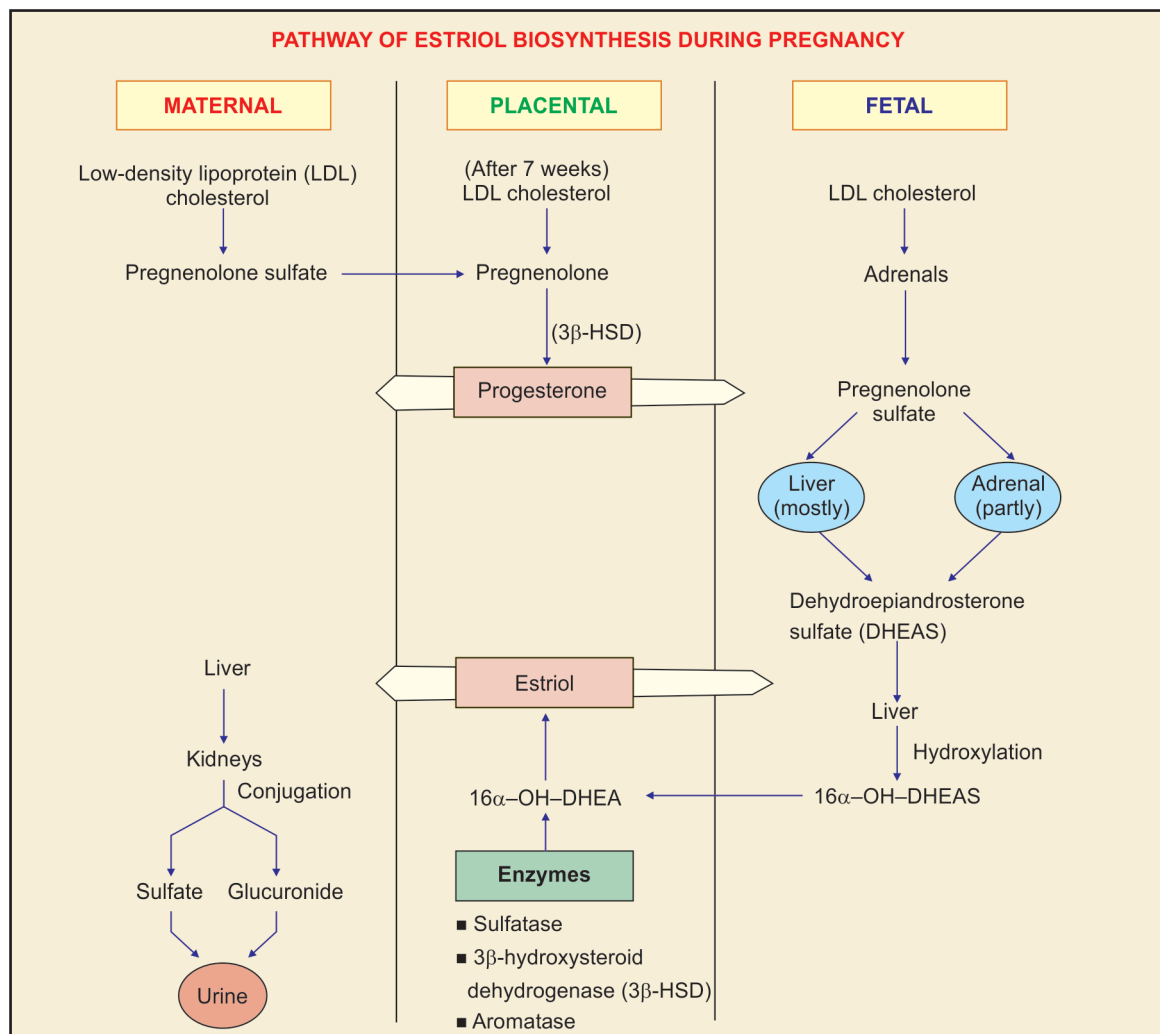 PATHWAY OF ESTRIOL BIOSYNTHESIS DURING PREGNANCY
MATERNAL
Low-density lipoprotein (LDL)
cholesterol
Pregnenolone sulfate
Liver
Kidneys
Conjugation
Sulfate
Glucuronide
Urine
PLACENTAL
(After 7 weeks)
LDL cholesterol
Pregnenolone
(3β-HSD)
Progesterone
Estriol
16α–OH–DHEA
Enzymes
■ Sulfatase
■ 3β-hydroxysteroid
dehydrogenase (3β-HSD)
■ Aromatase
FETAL
LDL cholesterol
Adrenals
Pregnenolone
sulfate
Liver
(mostly)
Adrenal
(partly)
Dehydroepiandrosterone
sulfate (DHEAS)
Liver
Hydroxylation
16α–OH–DHEAS